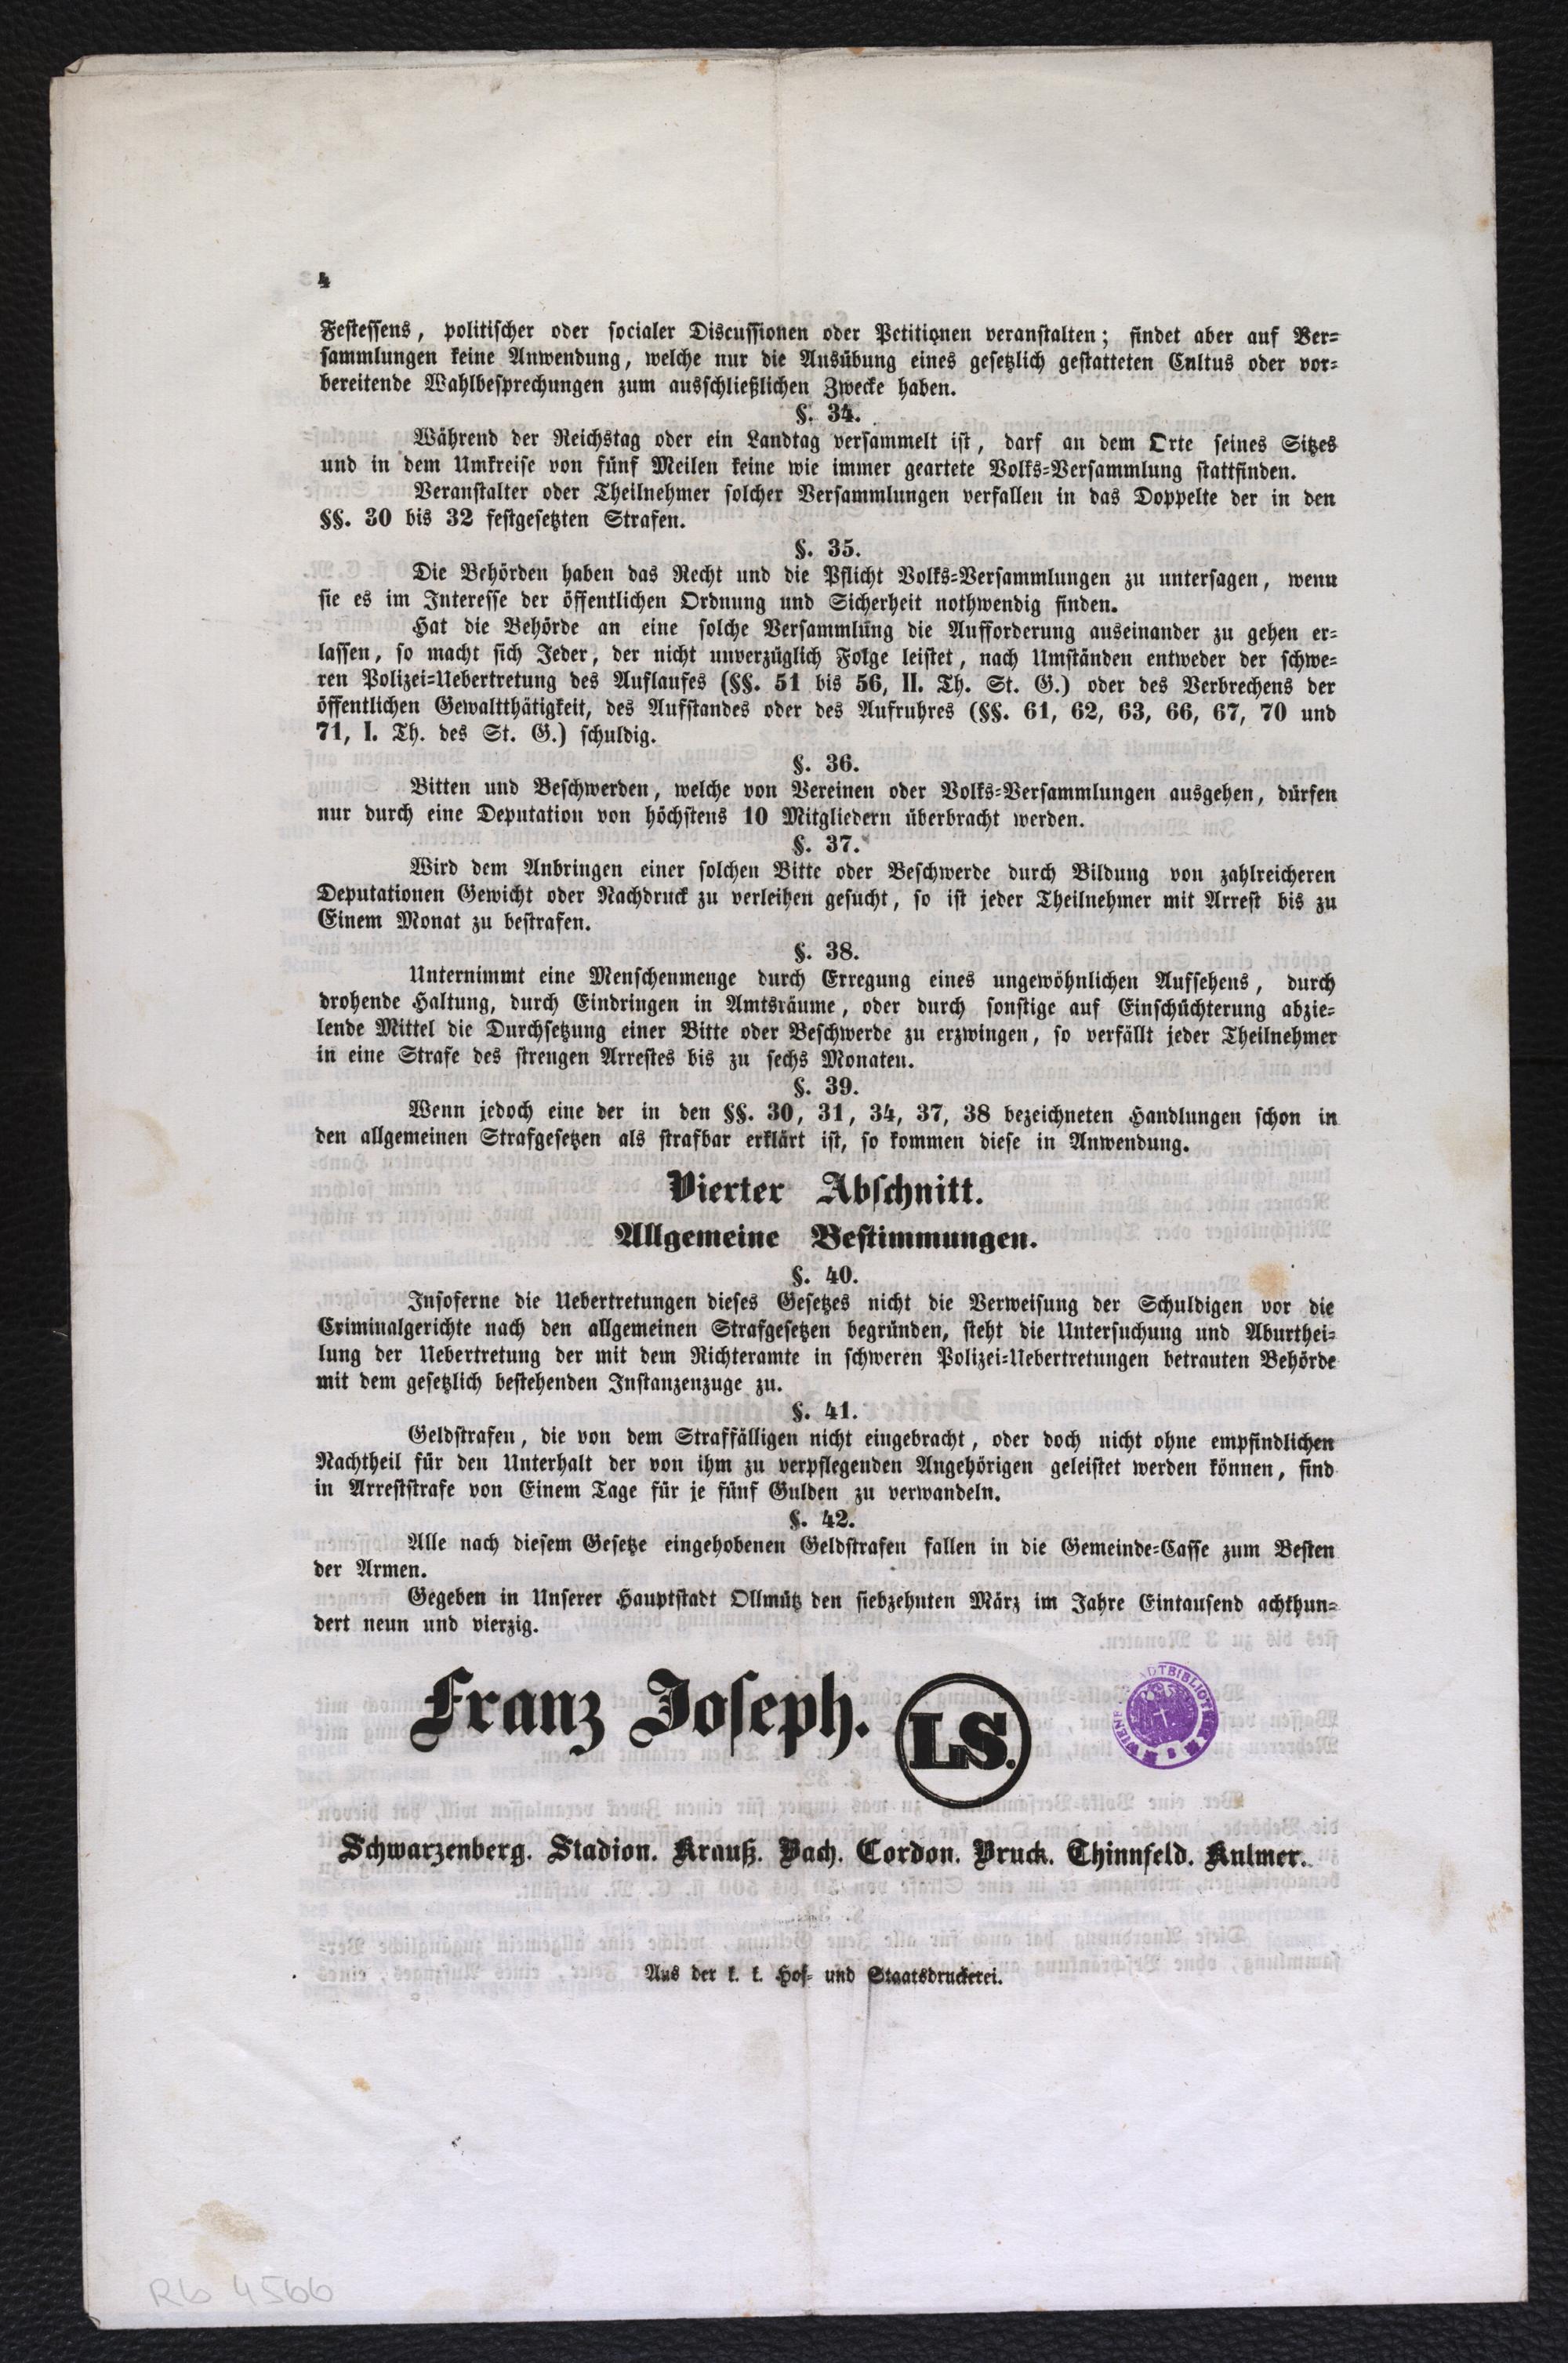 4
Festessens, politischer oder socialer Discussionen oder Petitionen veranstalten; findet aber auf Ver=
sammlungen keine Anwendung, welche nur die Ausübung eines gesetzlich gestatteten Cultus oder vor=
bereitende Wahlbesprechungen zum ausschließlichen Zwecke haben.
§. 34.
Während der Reichstag oder ein Landtag versammelt ist, darf an dem Orte seines Sitzes
und in dem Umkreise von fünf Meilen keine wie immer geartete Volks=Versammlung stattfinden.
Veranstalter oder Theilnehmer solcher Versammlungen verfallen in das Doppelte der in den
§§. 30 bis 32 festgesetzten Strafen.
§. 35.
Die Behörden haben das Recht und die Pflicht Volks=Versammlungen zu untersagen, wenn
sie es im Interesse der öffentlichen Ordnung und Sicherheit nothwendig finden.
Hat die Behörde an eine solche Versammlung die Aufforderung auseinander zu gehen er=
lassen, so macht sich Jeder, der nicht unverzüglich Folge leistet, nach Umständen entweder der schwe=
ren Polizei=Uebertretung des Auflaufes (§§. 51 bis 56, II. Th. St. G.) oder des Verbrechens der
öffentlichen Gewaltthätigkeit, des Aufstandes oder des Aufruhres (§§. 61, 62, 63, 66, 67, 70 und
71, I. Th. des St. G.) schuldig.
§. 36.
Bitten und Beschwerden, welche von Vereinen oder Volks=Versammlungen ausgehen, dürfen
nur durch eine Deputation von höchstens 10 Mitgliedern überbracht werden.
§. 37.
Wird dem Anbringen einer solchen Bitte oder Beschwerde durch Bildung von zahlreicheren
Deputationen Gewicht oder Nachdruck zu verleihen gesucht, so ist jeder Theilnehmer mit Arrest bis zu
Einem Monat zu bestrafen.
§. 38.
Unternimmt eine Menschenmenge durch Erregung eines ungewöhnlichen Aufsehens, durch
drohende Haltung, durch Eindringen in Amtsräume, oder durch sonstige auf Einschüchterung abzie=
lende Mittel die Durchsetzung einer Bitte oder Beschwerde zu erzwingen, so verfällt jeder Theilnehmer
in eine Strafe des strengen Arrestes bis zu sechs Monaten.
§. 39.
Wenn jedoch eine der in den §§. 30, 31, 34, 37, 38 bezeichneten Handlungen schon in
den allgemeinen Strafgesetzen als strafbar erklärt ist, so kommen diese in Anwendung.
Vierter Abschnitt.
Allgemeine Bestimmungen.
§. 40.
Insoferne die Uebertretungen dieses Gesetzes nicht die Verweisung der Schuldigen vor die
Criminalgerichte nach den allgemeinen Strafgesetzen begründen, steht die Untersuchung und Aburthei=
lung der Uebertretung der mit dem Richteramte in schweren Polizei=Uebertretungen betrauten Behörde
mit dem gesetzlich bestehenden Instanzenzuge zu.
§. 41.
Geldstrafen, die von dem Straffälligen nicht eingebracht, oder doch nicht ohne empfindlichen
Nachtheil für den Unterhalt der von ihm zu verpflegenden Angehörigen geleistet werden können, sind
in Arreststrafe von Einem Tage für je fünf Gulden zu verwandeln.
§. 42.
Alle nach diesem Gesetze eingehobenen Geldstrafen fallen in die Gemeinde=Casse zum Besten
der Armen.
Gegeben in Unserer Hauptstadt Ollmütz den siebzehnten März im Jahre Eintausend achthun=
dert neun und vierzig.
Franz Joseph. LS.
Schwarzenberg. Stadion. Krauß. Bach. Cordon. Bruck. Thinnfeld. Kulmer.
Aus der k. k. Hof= und Staatsdruckerei.
Rb 4566